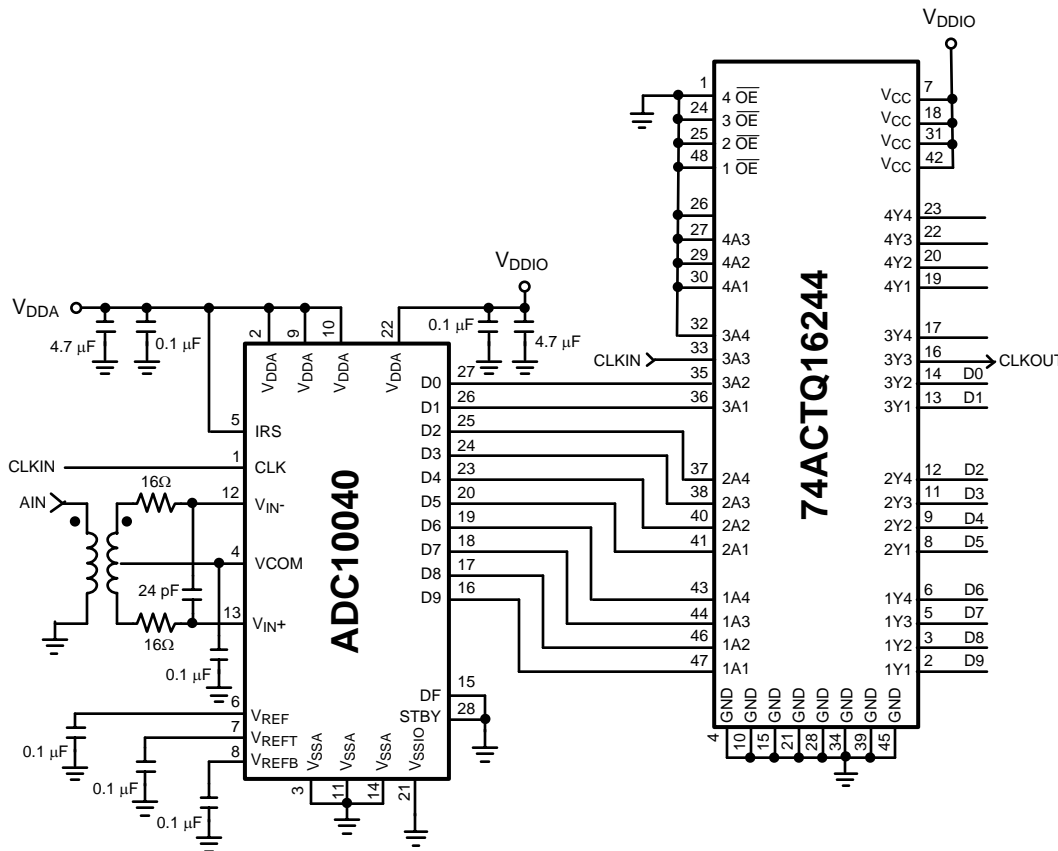 VDDIO
1
4 OE
24
3 OE
25
2 OE
48
1 OE
26
27
4A3
29
4A2
30
4A1
32
3A4
CLKIN
33
3A3
35
3A2
36
3A1
37
2A4
38
2A3
40
2A2
41
2A1
43
1A4
44
1A3
46
1A2
47
1A1
74ACTQ16244
VCC
7
VCC
18
VCC
31
VCC
42
4Y4
23
4Y3
22
4Y2
20
4Y1
19
3Y4
17
3Y3
16
CLKOUT
3Y2
14
D0
3Y1
13
D1
2Y4
12
D2
2Y3
11
D3
2Y2
9
D4
2Y1
8
D5
1Y4
6
D6
1Y3
5
D7
1Y2
3
D8
1Y1
2
D9
GND
GND
GND
GND
GND
GND
GND
GND
4
10
15
21
28
34
39
45
VDDIO
VDDA
4.7 µF
0.1 µF
2
9
10
22
0.1 µF
4.7 µF
VDDA
VDDA
VDDA
VDDA
5
IRS
CLKIN
1
CLK
AIN
16Ω
12
VIN-
4
VCOM
24 pF
13
VIN+
16Ω
0.1 µF
6
VREF
7
VREFT
8
VREFB
0.1 µF
0.1 µF
0.1 µF
ADC10040
D0
27
D1
26
D2
25
D3
24
D4
23
D5
20
D6
19
D7
18
D8
17
D9
16
DF
15
STBY
28
VSSA
VSSA
VSSA
VSSIO
3
11
14
21